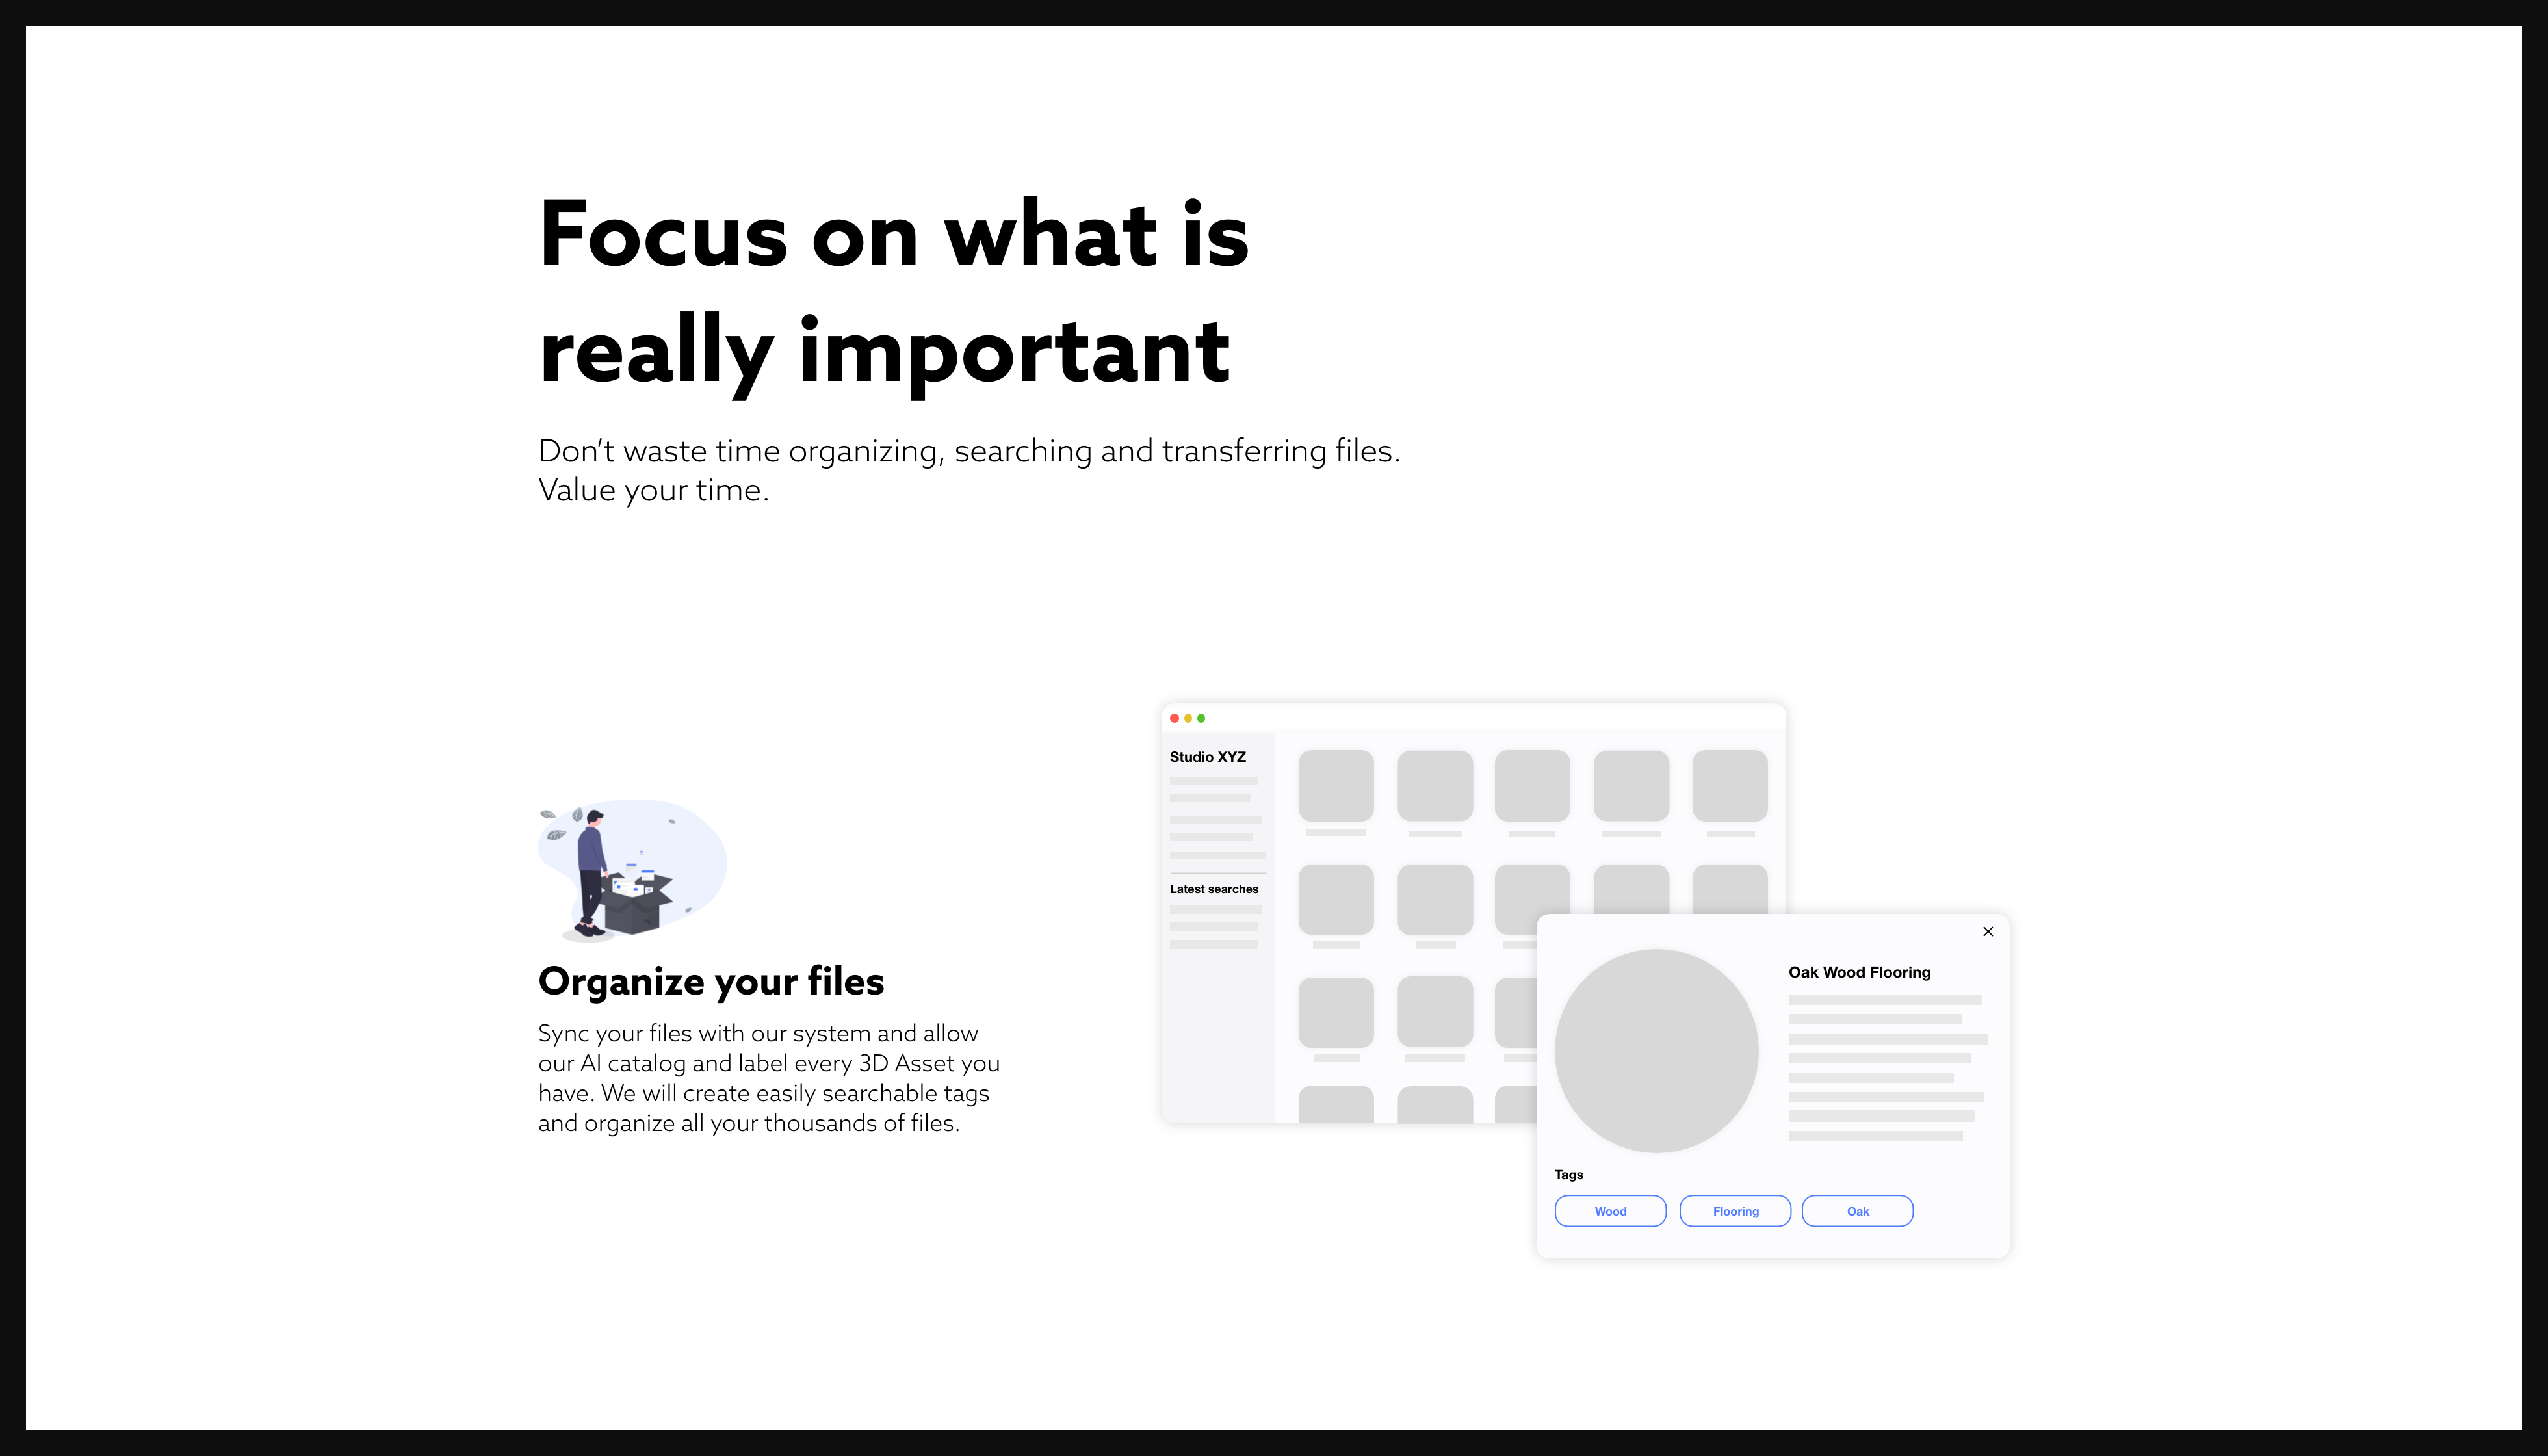 Focus on what is
really important
Don’t waste time organizing, searching and transferring files.
Value your time.
Organize your files
Sync your files with our system and allow
our AI catalog and label every 3D Asset you
have. We will create easily searchable tags
and organize all your thousands of files.
Studio XYZ
Latest searches
Oak Wood Flooring
Tags
Wood
Flooring
Oak